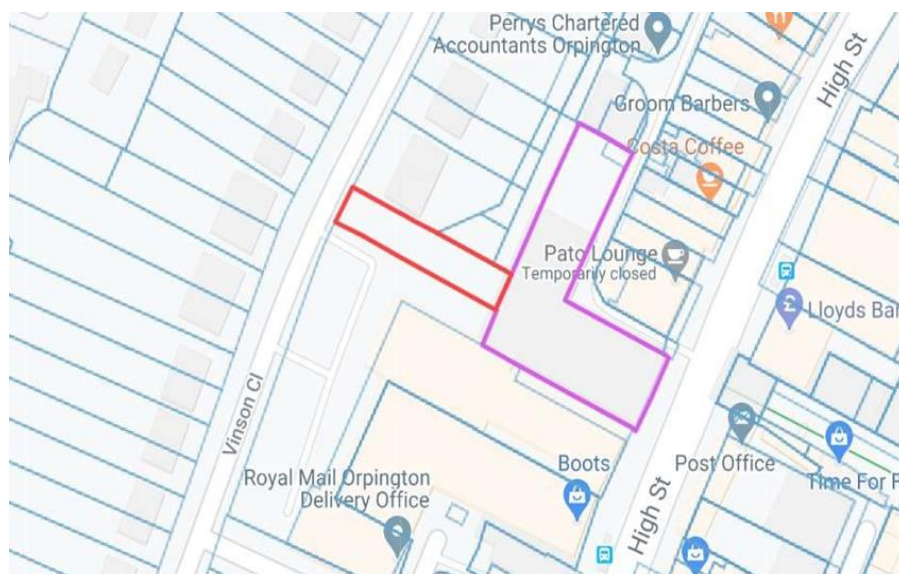 Perrys Chartered
Accountants Orpington
High St
Groom Barbers
Costa Coffee
Pato Lounge
Temporarily closed
Lloyds Ban
Vinson Cl
Boots
Post Office
Royal Mail Orpington
Delivery Office
Time For P
High St